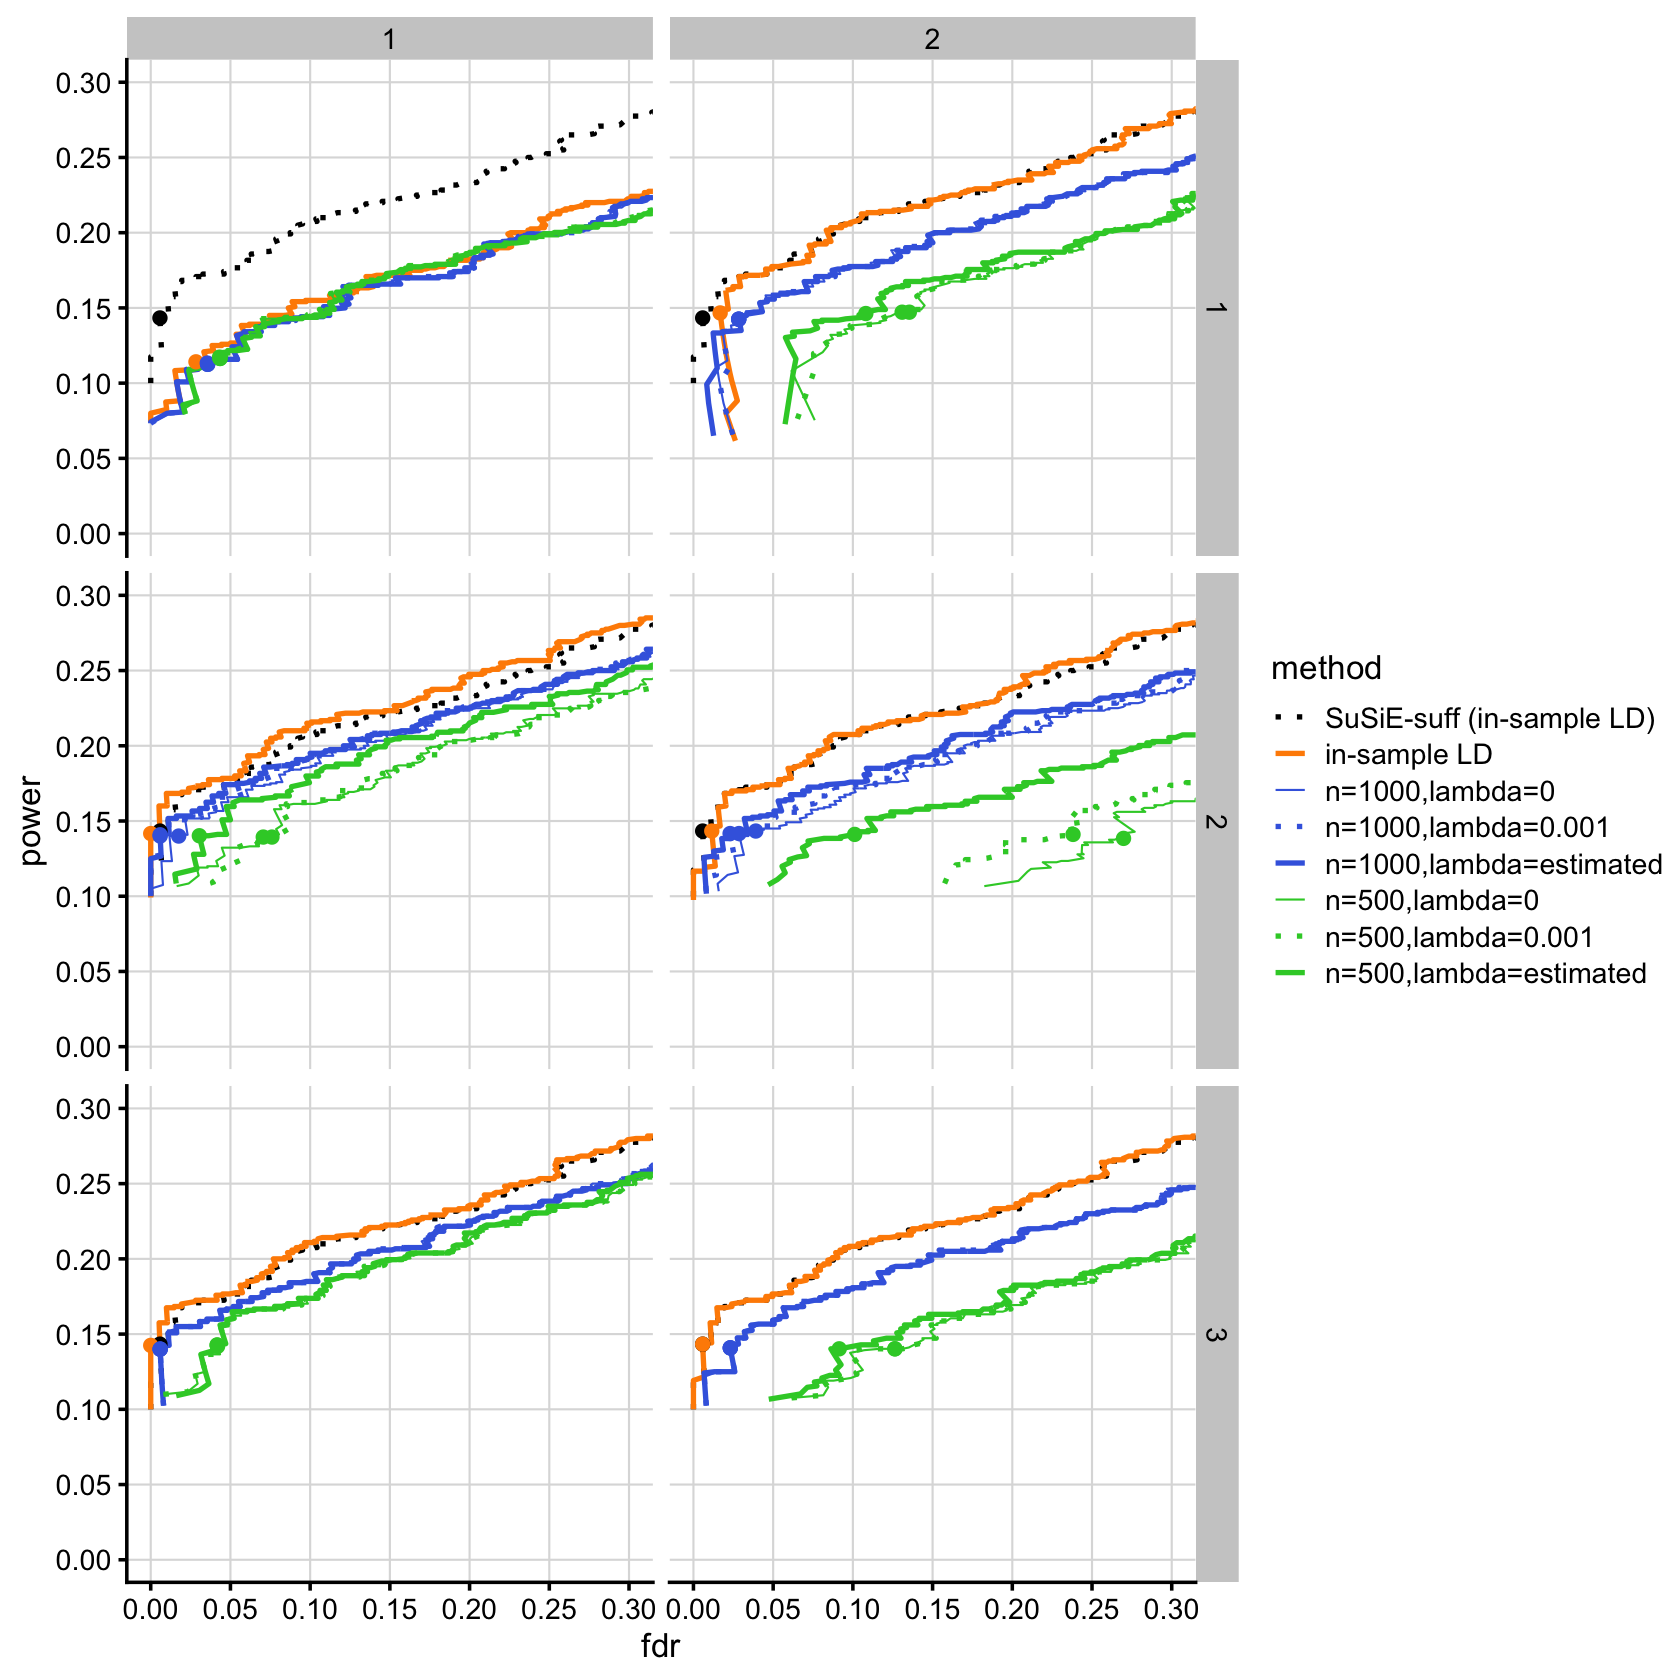 1
2
0.30
0.25
0.20
0.15
0.10
0.05
0.00
1
0.30
0.25
0.20
0.15
0.10
0.05
0.00
2
0.30
0.25
0.20
0.15
0.10
0.05
0.00
3
0.00 0.05 0.10 0.15 0.20 0.25 0.30
0.00 0.05 0.10 0.15 0.20 0.25 0.30
fdr
power
method
SuSiE-suff (in-sample LD)
in-sample LD
n=1000,lambda=0
n=1000,lambda=0.001
n=1000,lambda=estimated
n=500,lambda=0
n=500,lambda=0.001
n=500,lambda=estimated